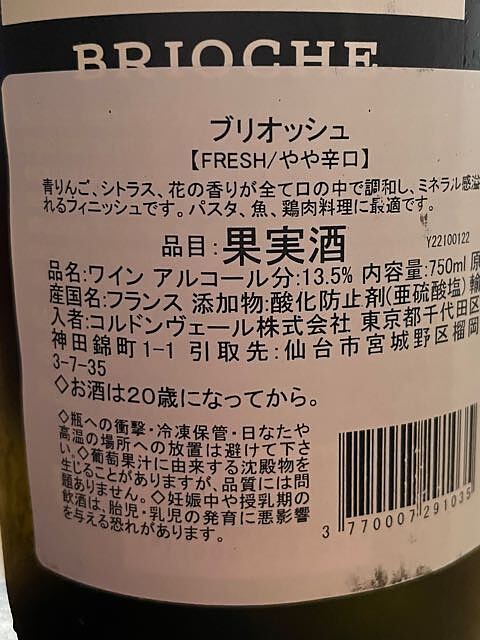 BRIOCHE
ブリオッシュ
【FRESH/やや辛口】
青りんご、シトラス、花の香りが全て口の中で調和し、ミネラル感溢
れるフィニッシュです。パスタ、魚、鶏肉料理に最適です。
品目:果実酒
Y22100122
品名:ワイン アルコール分:13.5% 内容量:750ml 原
産国名:フランス 添加物:酸化防止剤(亜硫酸塩) 輸
入者:コルドンヴェール株式会社 東京都千代田区
神田錦町1-1 引取先:仙台市宮城野区榴岡
3-7-35
◇お酒は20歳になってから。
◇瓶への衝撃・冷凍保管・日なたや
高温の場所への放置は避けて下さ
い。◇葡萄果汁に由来する沈殿物を
生じることがありますが、品質には問
題ありません。◇妊娠中や授乳期の
飲酒は、胎児・乳児の発育に悪影響
を与える恐れがあります。
3 770007 291035